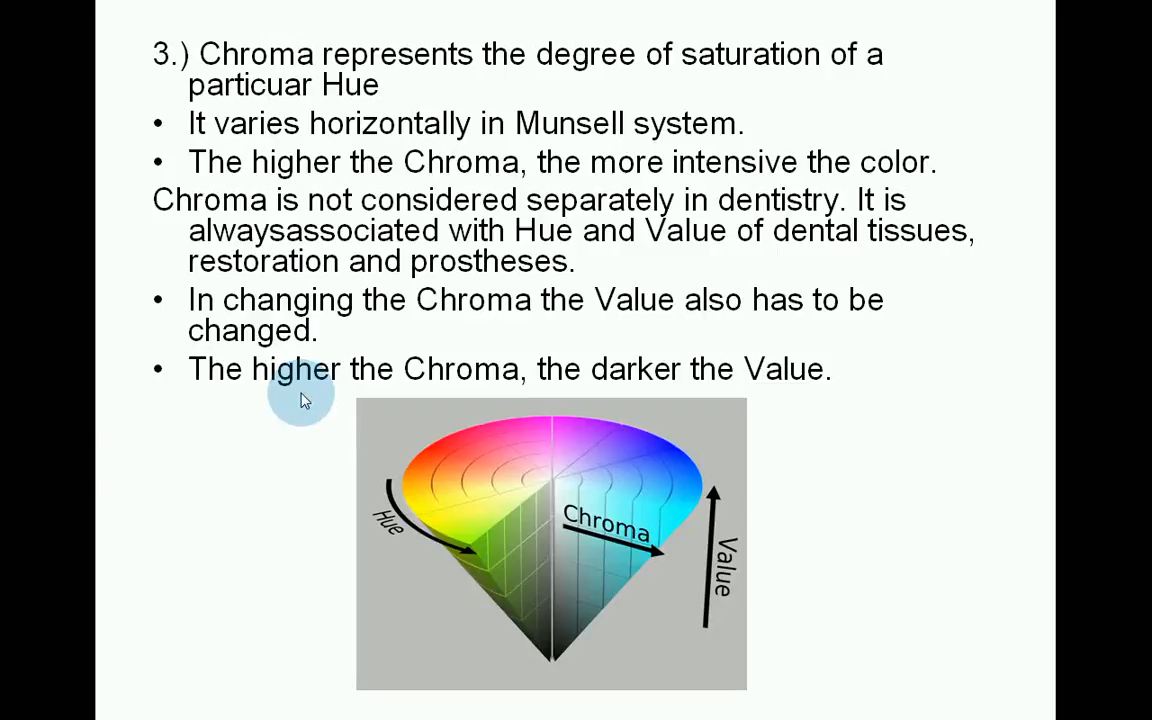 3.) Chroma represents the degree of saturation of a
particuar Hue
• It varies horizontally in Munsell system.
• The higher the Chroma, the more intensive the color.
Chroma is not considered separately in dentistry. It is
alwaysassociated with Hue and Value of dental tissues,
restoration and prostheses.
• In changing the Chroma the Value also has to be
changed.
• The higher the Chroma, the darker the Value.
Hue
Chroma
Value